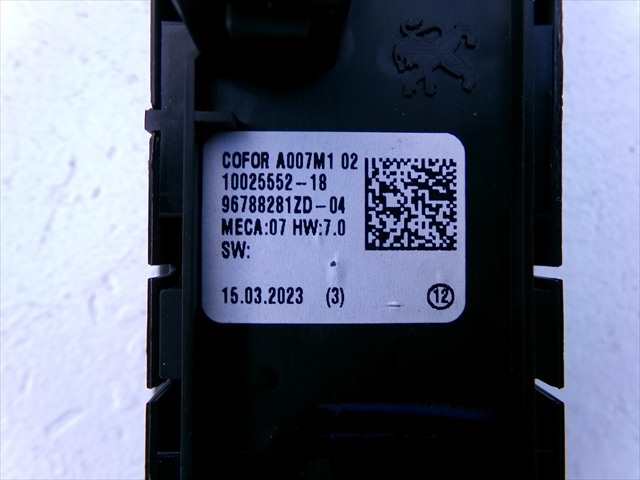 COFOR A007M1 02
10025552-18
96788281ZD-04
MECA:07 HW:7.0
SW:
15.03.2023 (3) 12